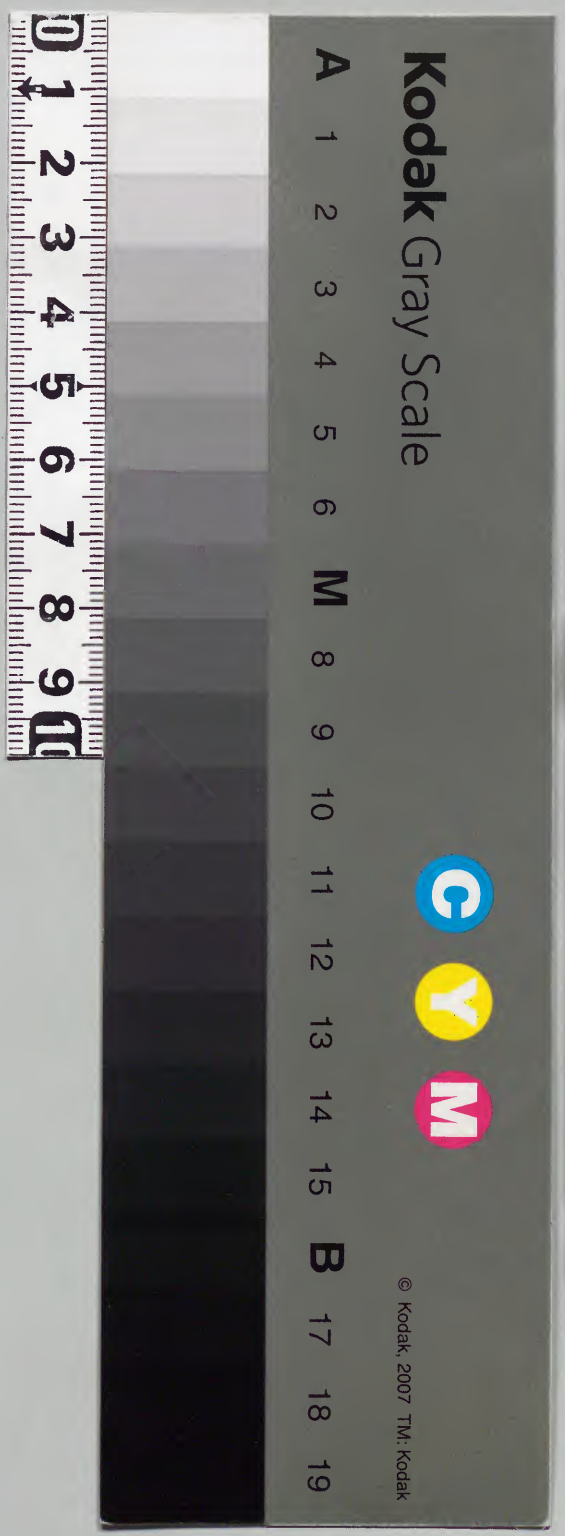 Kodak Gray Scale
C Y M
© Kodak, 2007 TM: Kodak
A 1 2 3 4 5 6 M 8 9 10 11 12 13 14 15 B 17 18 19
0 1 2 3 4 5 6 7 8 9 10